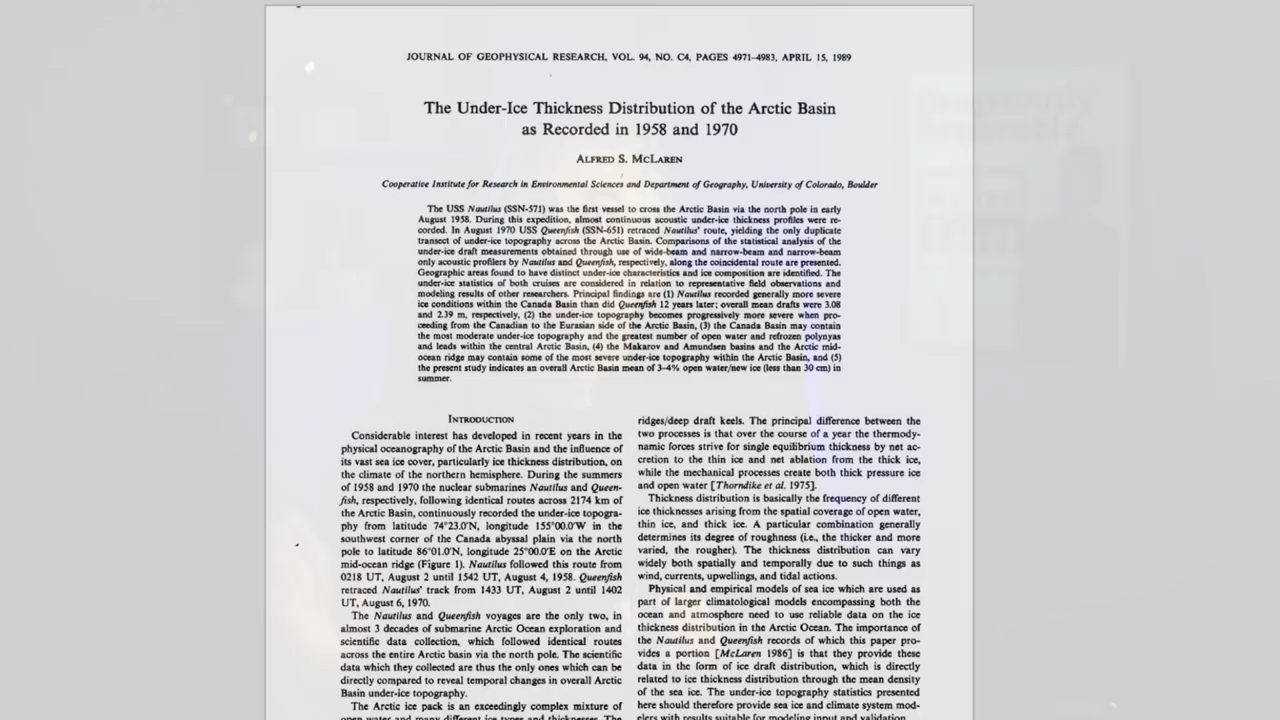 JOURNAL OF GEOPHYSICAL RESEARCH, VOL. 94, NO. C4, PAGES 4971–4983, APRIL 15, 1989
The Under-Ice Thickness Distribution of the Arctic Basin
as Recorded in 1958 and 1970
ALFRED S. MCLAREN
Cooperative Institute for Research in Environmental Sciences and Department of Geography, University of Colorado, Boulder
The USS Nautilus (SSN-571) was the first vessel to cross the Arctic Basin via the north pole in early
August 1958. During this expedition, almost continuous acoustic under-ice thickness profiles were re-
corded. In August 1970 USS Queenfish (SSN-651) retraced Nautilus' route, yielding the only duplicate
transect of under-ice topography across the Arctic Basin. Comparisons of the statistical analysis of the
under-ice draft measurements obtained through use of wide-beam and narrow-beam and narrow-beam
only acoustic profilers by Nautilus and Queenfish, respectively, along the coincidental route are presented.
Geographic areas found to have distinct under-ice characteristics and ice composition are identified. The
under-ice statistics of both cruises are considered in relation to representative field observations and
modeling results of other researchers. Principal findings are (1) Nautilus recorded generally more severe
ice conditions within the Canada Basin than did Queenfish 12 years later; overall mean drafts were 3.08
and 2.39 m, respectively, (2) the under-ice topography becomes progressively more severe when pro-
ceeding from the Canadian to the Eurasian side of the Arctic Basin, (3) the Canada Basin may contain
the most moderate under-ice topography and the greatest number of open water and refrozen polynyas
and leads within the central Arctic Basin, (4) the Makarov and Amundsen basins and the Arctic mid-
ocean ridge may contain some of the most severe under-ice topography within the Arctic Basin, and (5)
the present study indicates an overall Arctic Basin mean of 3–4% open water/new ice (less than 30 cm) in
summer.
INTRODUCTION
Considerable interest has developed in recent years in the
physical oceanography of the Arctic Basin and the influence of
its vast sea ice cover, particularly ice thickness distribution, on
the climate of the northern hemisphere. During the summers
of 1958 and 1970 the nuclear submarines Nautilus and Queen-
fish, respectively, following identical routes across 2174 km of
the Arctic Basin, continuously recorded the under-ice topogra-
phy from latitude 74°23.0'N, longitude 155°00.0'W in the
southwest corner of the Canada abyssal plain via the north
pole to latitude 86°01.0'N, longitude 25°00.0'E on the Arctic
mid-ocean ridge (Figure 1). Nautilus followed this route from
0218 UT, August 2 until 1542 UT, August 4, 1958. Queenfish
retraced Nautilus' track from 1433 UT, August 2 until 1402
UT, August 6, 1970.
The Nautilus and Queenfish voyages are the only two, in
almost 3 decades of submarine Arctic Ocean exploration and
scientific data collection, which followed identical routes
across the entire Arctic basin via the north pole. The scientific
data which they collected are thus the only ones which can be
directly compared to reveal temporal changes in overall Arctic
Basin under-ice topography.
The Arctic ice pack is an exceedingly complex mixture of
open water and many different ice types and thicknesses. The
ridges/deep draft keels. The principal difference between the
two processes is that over the course of a year the thermody-
namic forces strive for single equilibrium thickness by net ac-
cretion to the thin ice and net ablation from the thick ice,
while the mechanical processes create both thick pressure ice
and open water [Thorndike et al. 1975].
Thickness distribution is basically the frequency of different
ice thicknesses arising from the spatial coverage of open water,
thin ice, and thick ice. A particular combination generally
determines its degree of roughness (i.e., the thicker and more
varied, the rougher). The thickness distribution can vary
widely both spatially and temporally due to such things as
wind, currents, upwellings, and tidal actions.
Physical and empirical models of sea ice which are used as
part of larger climatological models encompassing both the
ocean and atmosphere need to use reliable data on the ice
thickness distribution in the Arctic Ocean. The importance of
the Nautilus and Queenfish records of which this paper pro-
vides a portion [McLaren 1986] is that they provide these
data in the form of ice draft distribution, which is directly
related to ice thickness distribution through the mean density
of the sea ice. The under-ice topography statistics presented
here should therefore provide sea ice and climate system mod-
elers with results suitable for modeling input and validation.